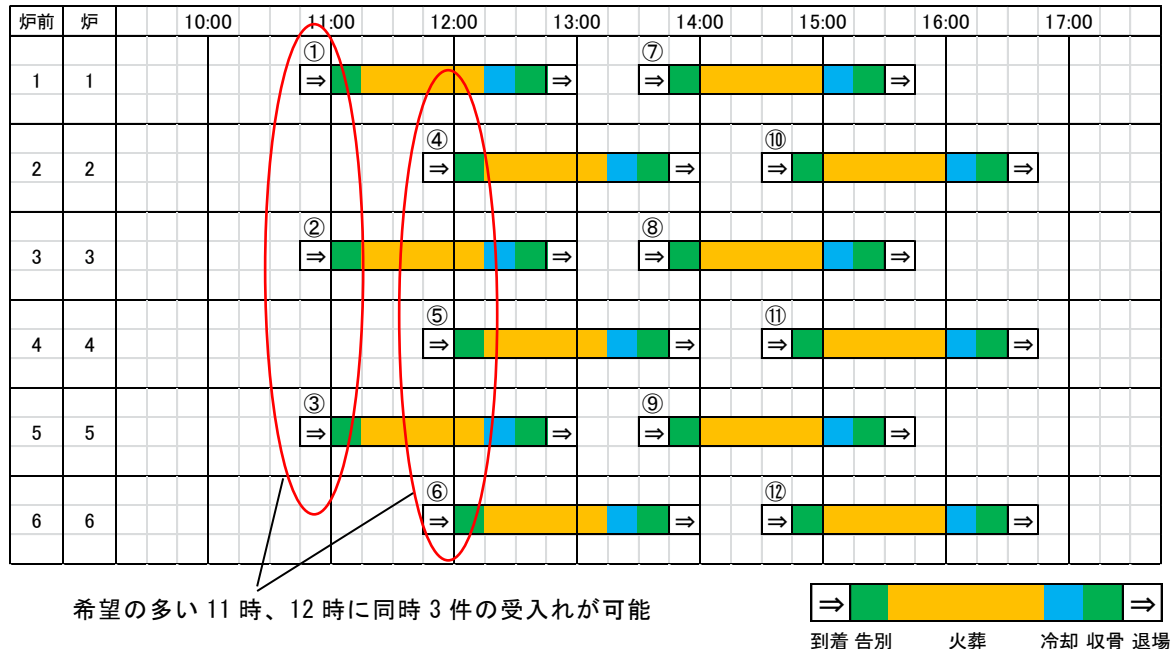 炉前 炉 10:00 11:00 12:00 13:00 14:00 15:00 16:00 17:00
① ⑦
1 1 ⇒ ⇒ ⇒ ⇒
④ ⑩
2 2 ⇒ ⇒ ⇒ ⇒
② ⑧
3 3 ⇒ ⇒ ⇒ ⇒
⑤ ⑪
4 4 ⇒ ⇒ ⇒ ⇒
③ ⑨
5 5 ⇒ ⇒ ⇒ ⇒
⑥ ⑫
6 6 ⇒ ⇒ ⇒ ⇒
希望の多い 11 時、12 時に同時 3 件の受入れが可能
⇒ ⇒
到着 告別 火葬 冷却 収骨 退場